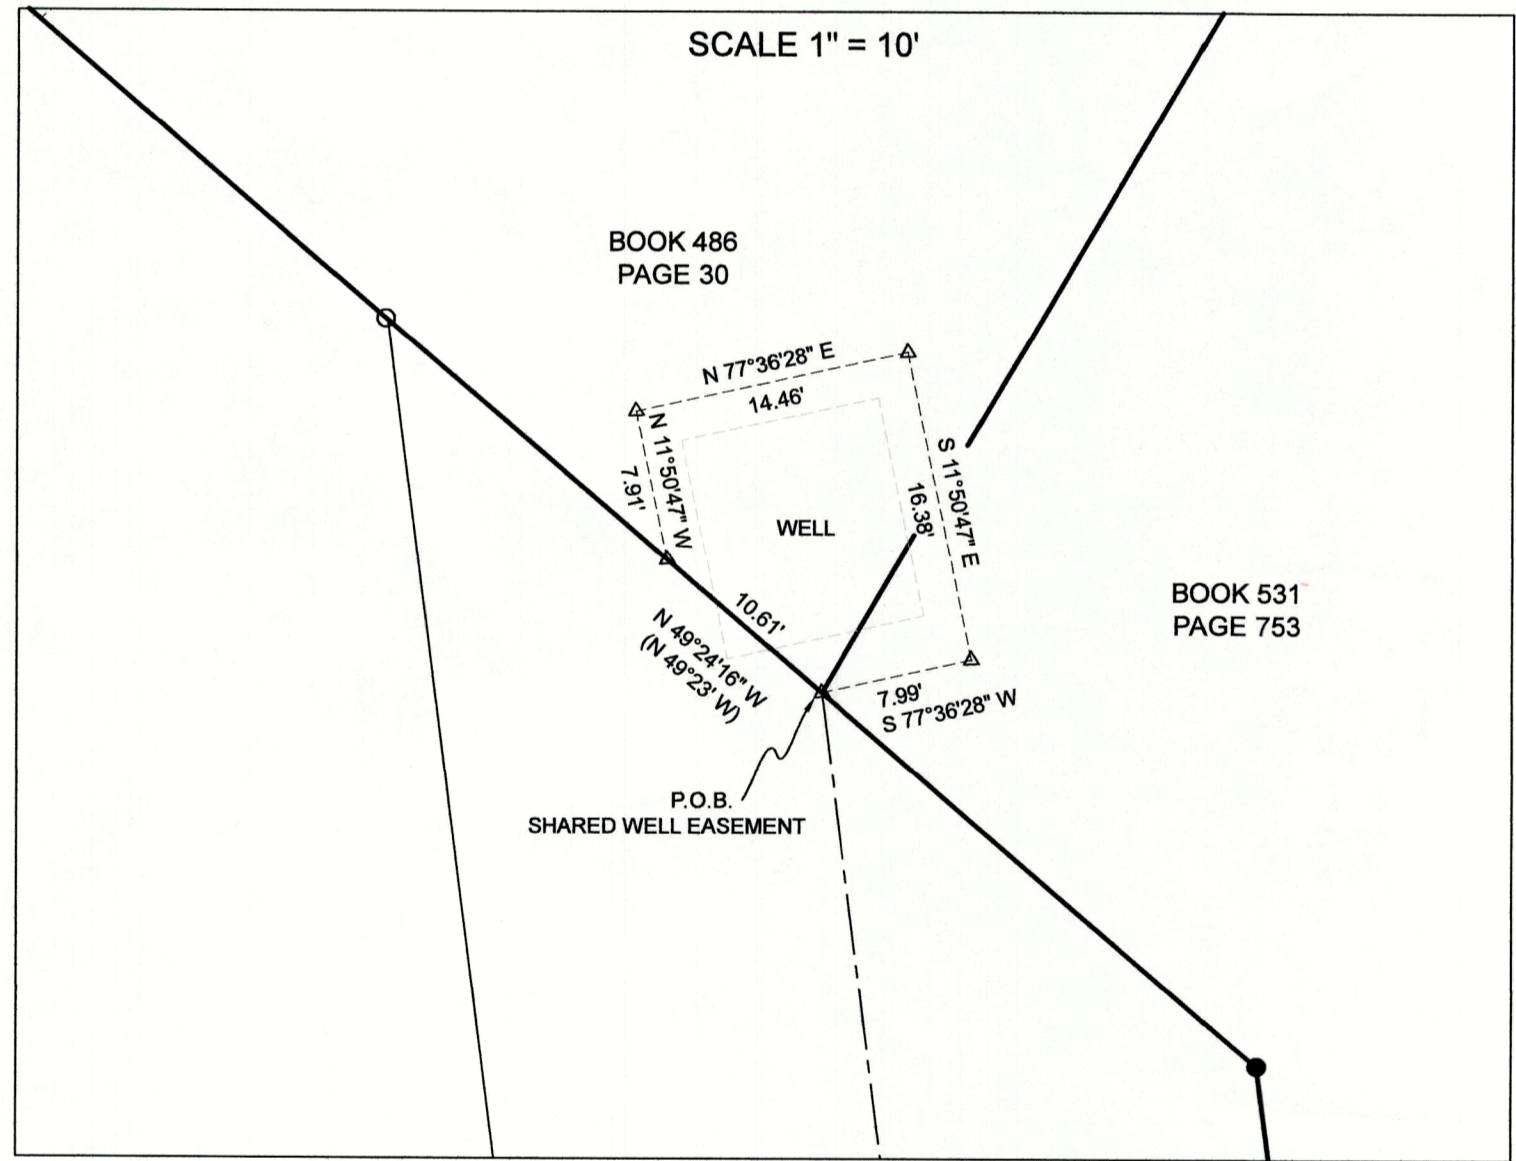 SCALE 1" = 10'
BOOK 486
PAGE 30
N 77°36'28" E
14.46'
N 11°50'47" W
7.91'
S 11°50'47" E
16.38'
WELL
10.61'
N 49°24'16" W
(N 49°23' W)
BOOK 531
PAGE 753
7.99'
S 77°36'28" W
P.O.B.
SHARED WELL EASEMENT